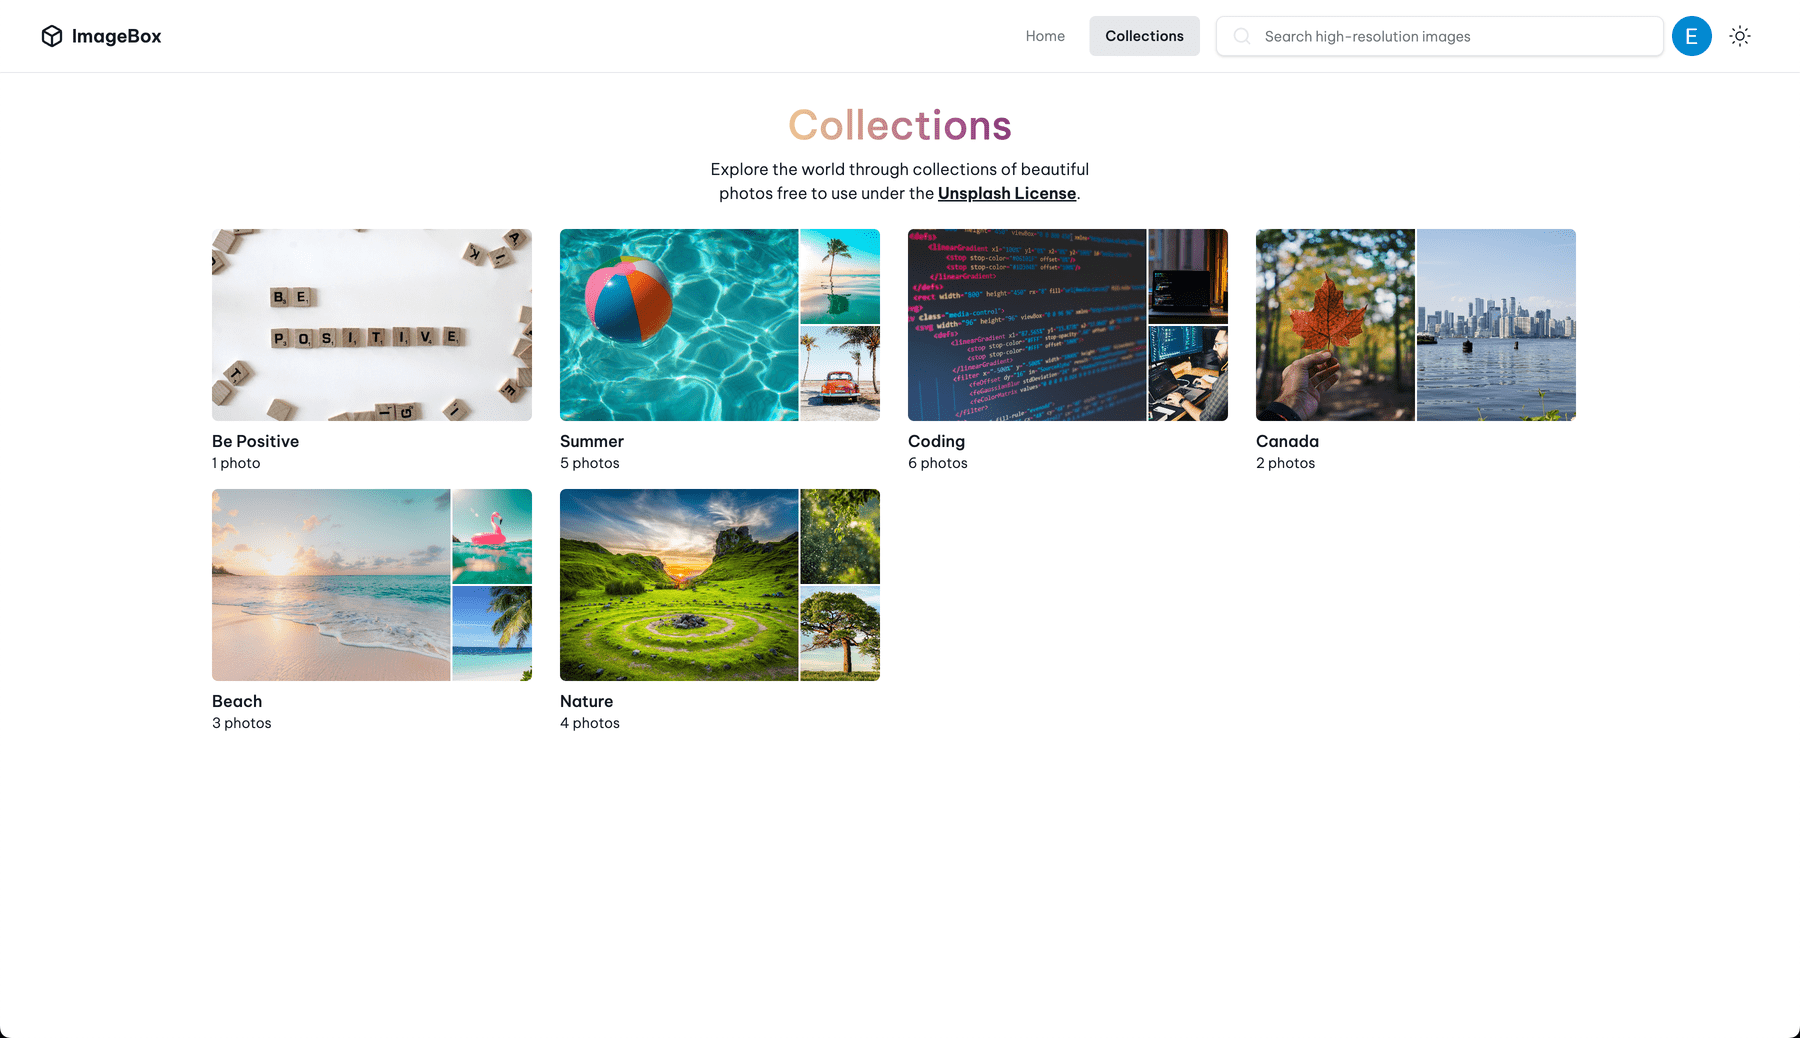 ImageBox
Home
Collections
Search high-resolution images
E
Collections
Explore the world through collections of beautiful
photos free to use under the Unsplash License.
BE
POSITIVE
Be Positive
1 photo
Summer
5 photos
Coding
6 photos
Canada
2 photos
Beach
3 photos
Nature
4 photos